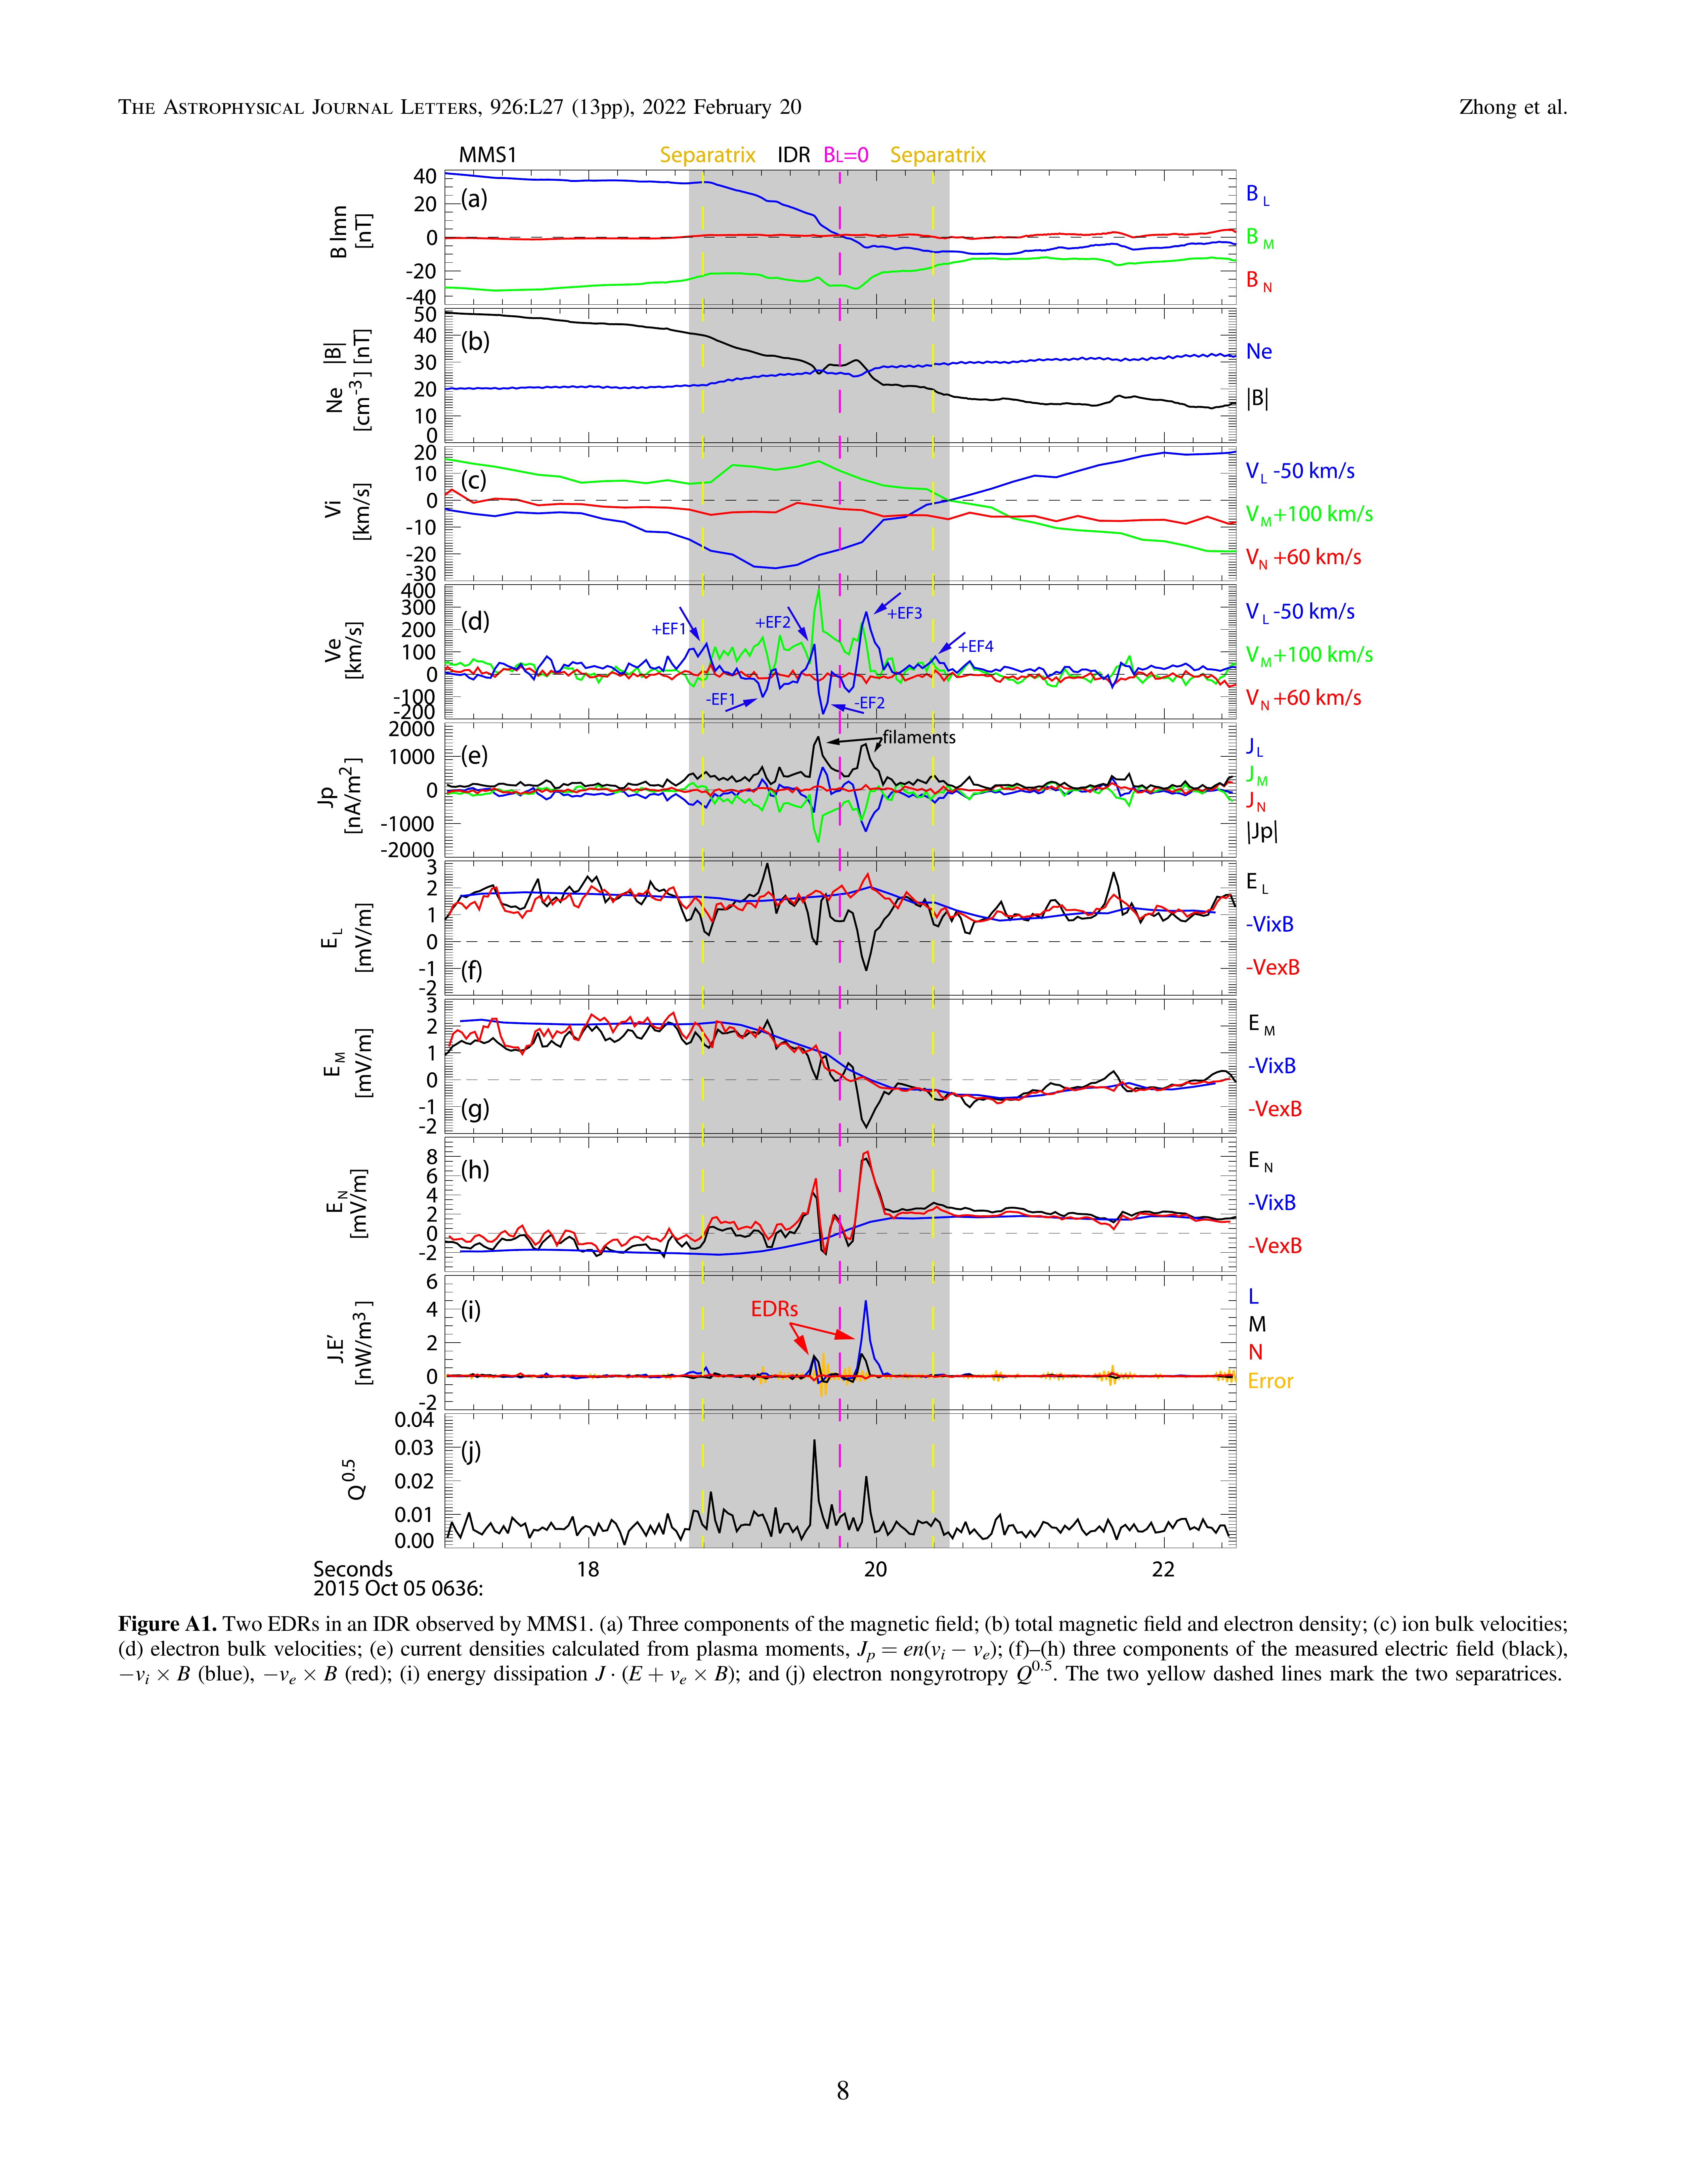 THE ASTROPHYSICAL JOURNAL LETTERS, 926:L27 (13pp), 2022 February 20
Zhong et al.
MMS1 Separatrix IDR BL=0 Separatrix
B lmn
[nT]
40
20
0
-20
-40
(a)
B L
B M
B N
|B|
[nT]
Ne
[cm-3]
50
40
30
20
10
0
(b)
Ne
|B|
Vi
[km/s]
20
10
0
-10
-20
-30
(c)
VL -50 km/s
VM+100 km/s
VN +60 km/s
Ve
[km/s]
400
300
200
100
0
-100
-200
(d)
+EF1
+EF2
+EF3
+EF4
-EF1
-EF2
VL -50 km/s
VM+100 km/s
VN +60 km/s
Jp
[nA/m2]
2000
1000
0
-1000
-2000
(e)
filaments
JL
JM
JN
|Jp|
EL
[mV/m]
3
2
1
0
-1
-2
(f)
E L
-VixB
-VexB
EM
[mV/m]
3
2
1
0
-1
-2
(g)
E M
-VixB
-VexB
EN
[mV/m]
8
6
4
2
0
-2
(h)
E N
-VixB
-VexB
J.E'
[nW/m3]
6
4
2
0
-2
(i)
EDRs
L
M
N
Error
Q0.5
0.04
0.03
0.02
0.01
0.00
(j)
Seconds 18 20 22
2015 Oct 05 0636:
Figure A1. Two EDRs in an IDR observed by MMS1. (a) Three components of the magnetic field; (b) total magnetic field and electron density; (c) ion bulk velocities;
(d) electron bulk velocities; (e) current densities calculated from plasma moments, Jp = en(vi − ve); (f)–(h) three components of the measured electric field (black),
−vi × B (blue), −ve × B (red); (i) energy dissipation J · (E + ve × B); and (j) electron nongyrotropy Q0.5. The two yellow dashed lines mark the two separatrices.
8